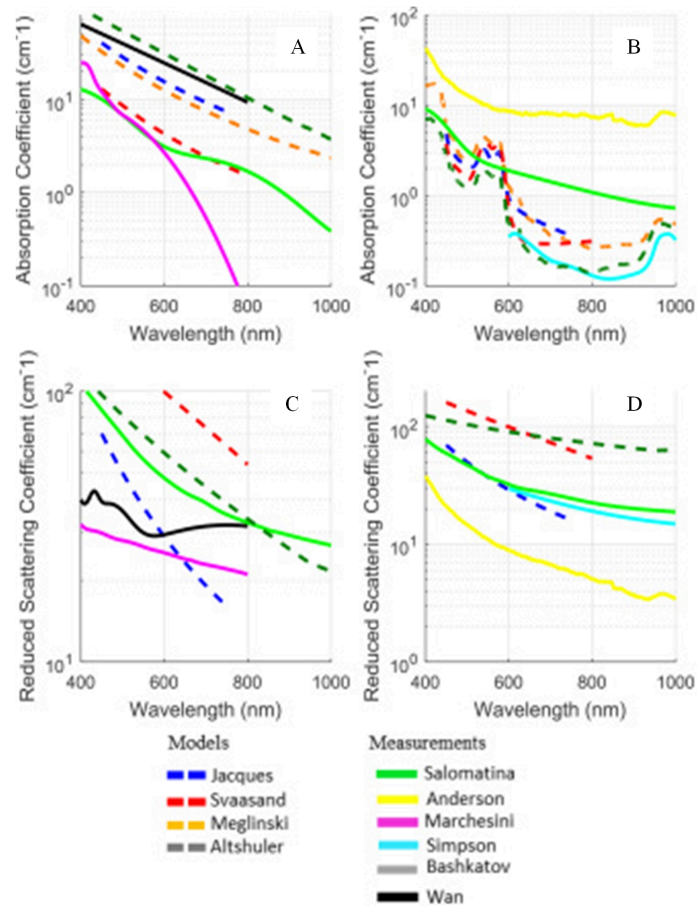 A
Absorption Coefficient (cm⁻1)
10^1
10^0
10^-1
400 600 800 1000
Wavelength (nm)
B
Absorption Coefficient (cm⁻1)
10^2
10^1
10^0
10^-1
400 600 800 1000
Wavelength (nm)
C
Reduced Scattering Coefficient (cm⁻1)
10^2
10^1
400 600 800 1000
Wavelength (nm)
D
Reduced Scattering Coefficient (cm⁻1)
10^2
10^1
10^0
400 600 800 1000
Wavelength (nm)
Models
Jacques
Svaasand
Meglinski
Altshuler
Measurements
Salomatina
Anderson
Marchesini
Simpson
Bashkatov
Wan